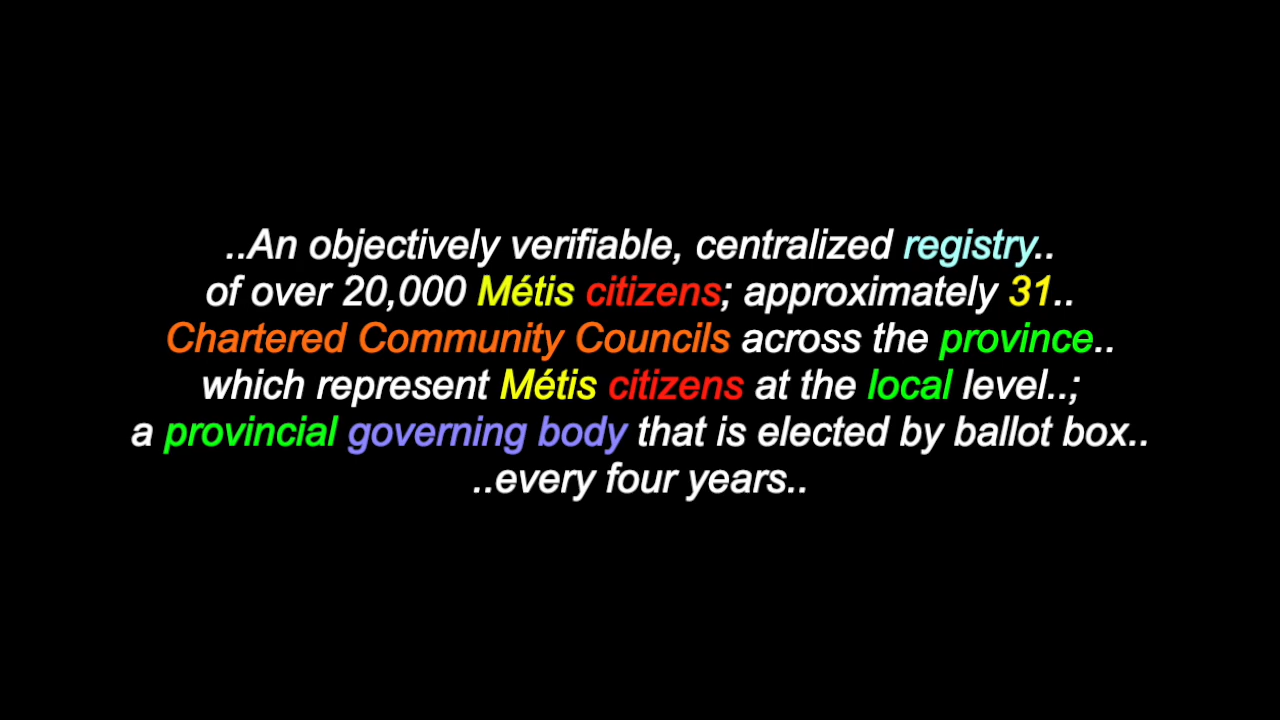 ..An objectively verifiable, centralized registry..
of over 20,000 Métis citizens; approximately 31..
Chartered Community Councils across the province..
which represent Métis citizens at the local level..;
a provincial governing body that is elected by ballot box..
..every four years..